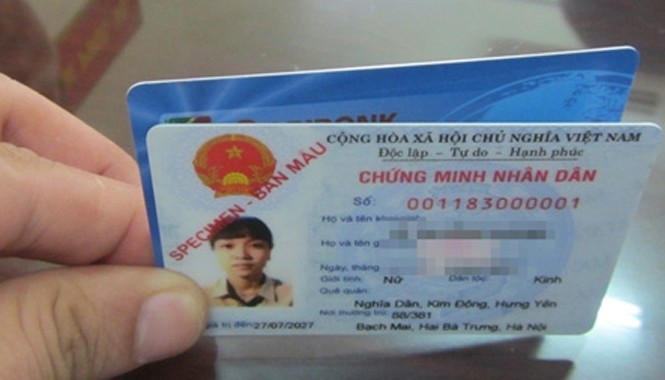 CỘNG HÒA XÃ HỘI CHỦ NGHĨA VIỆT NAM
Độc lập - Tự do - Hạnh phúc
CHỨNG MINH NHÂN DÂN
Số: 001183000001
SPECIMEN - BẢN MẪU
Họ và tên
Họ và tên
Ngày, tháng
Giới tính: Nữ Dân tộc: Kinh
Quê quán:
Nghĩa Dân, Kim Động, Hưng Yên
Nơi thường trú: 88/381
Bạch Mai, Hai Bà Trưng, Hà Nội
trị đến 27/07/2027